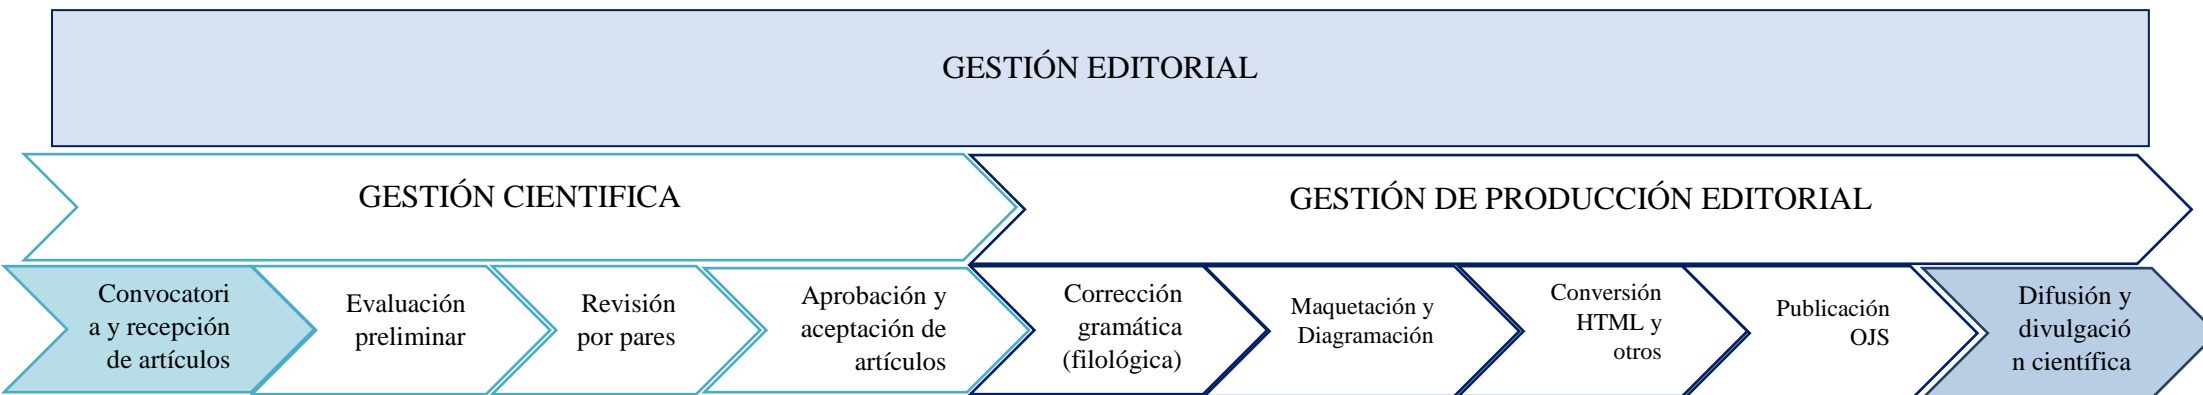 GESTIÓN EDITORIAL
GESTIÓN CIENTIFICA
GESTIÓN DE PRODUCCIÓN EDITORIAL
Convocatori
a y recepción
de artículos
Evaluación
preliminar
Revisión
por pares
Aprobación y
aceptación de
artículos
Corrección
gramática
(filológica)
Maquetación y
Diagramación
Conversión
HTML y
otros
Publicación
OJS
Difusión y
divulgació
n científica